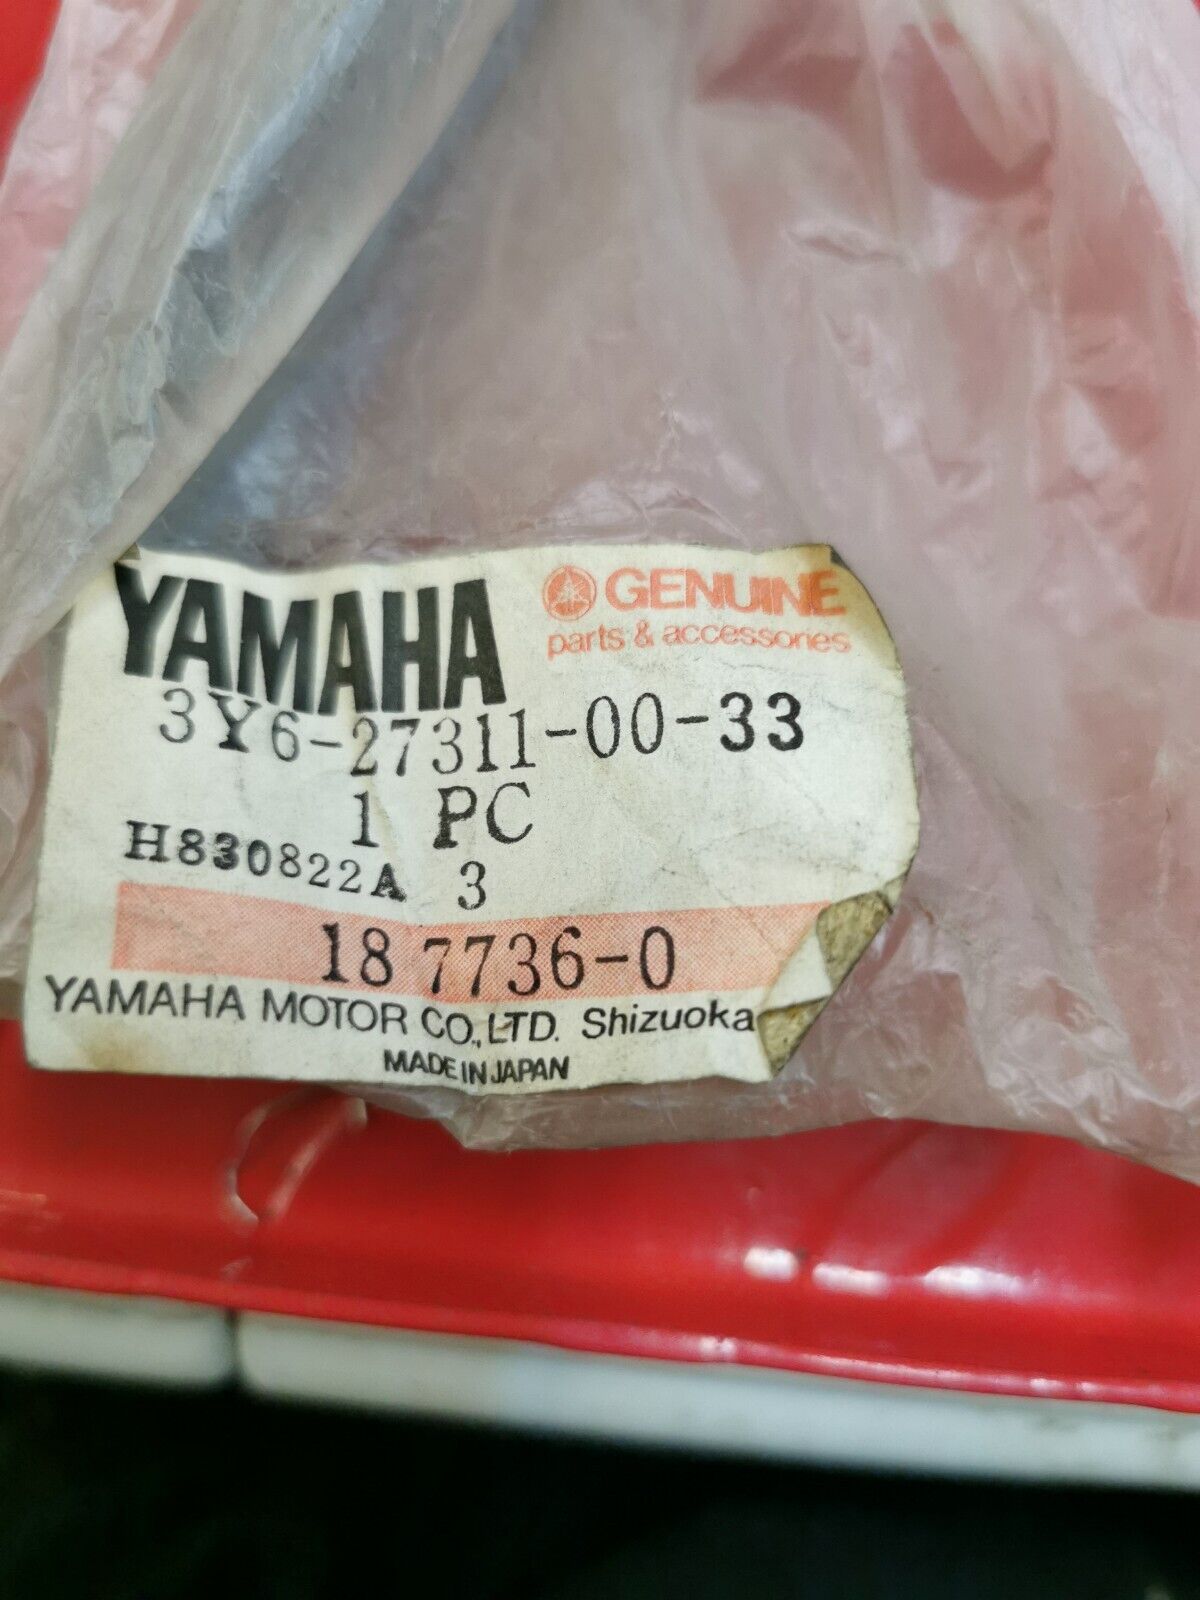 YAMAHA
GENUINE
parts & accessories
3Y6-27311-00-33
1 PC
H830822A 3
18 7736-0
YAMAHA MOTOR CO., LTD. Shizuoka
MADE IN JAPAN